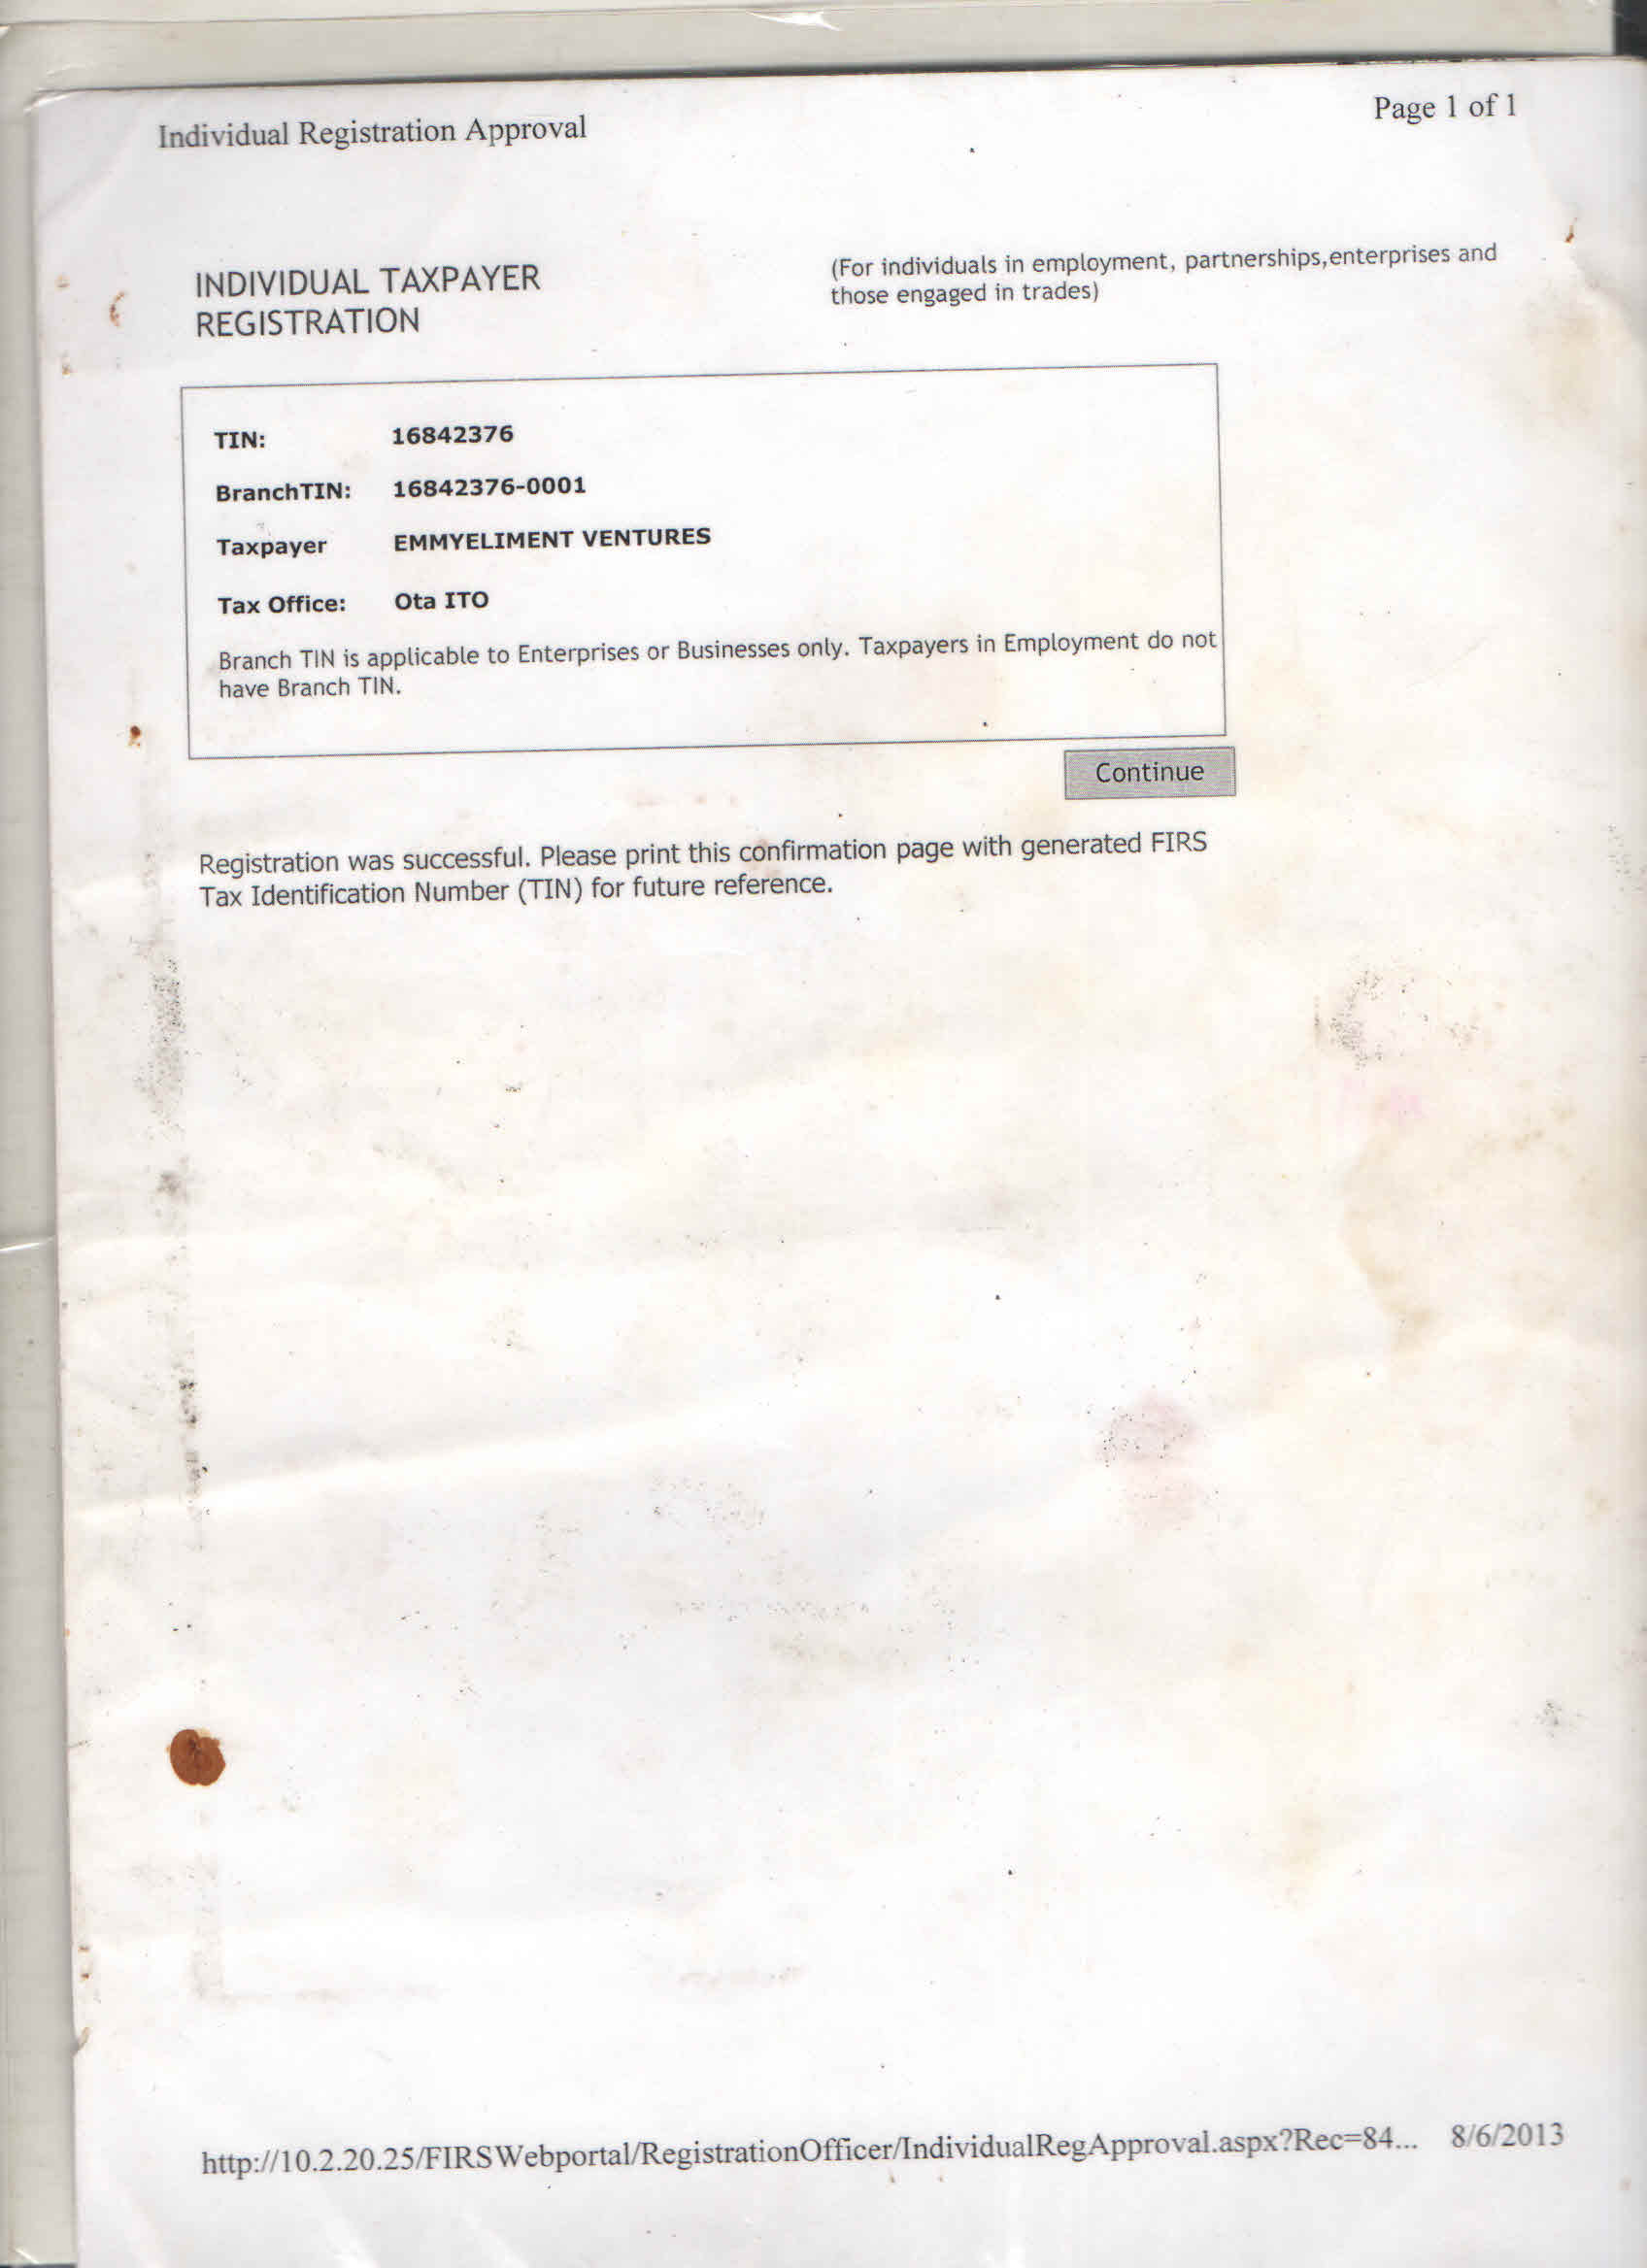 Individual Registration Approval
Page 1 of 1
INDIVIDUAL TAXPAYER
REGISTRATION
(For individuals in employment, partnerships,enterprises and
those engaged in trades)
TIN: 16842376
BranchTIN: 16842376-0001
Taxpayer EMMYELIMENT VENTURES
Tax Office: Ota ITO
Branch TIN is applicable to Enterprises or Businesses only. Taxpayers in Employment do not
have Branch TIN.
Continue
Registration was successful. Please print this confirmation page with generated FIRS
Tax Identification Number (TIN) for future reference.
http://10.2.20.25/FIRSWebportal/RegistrationOfficer/IndividualRegApproval.aspx?Rec=84... 8/6/2013